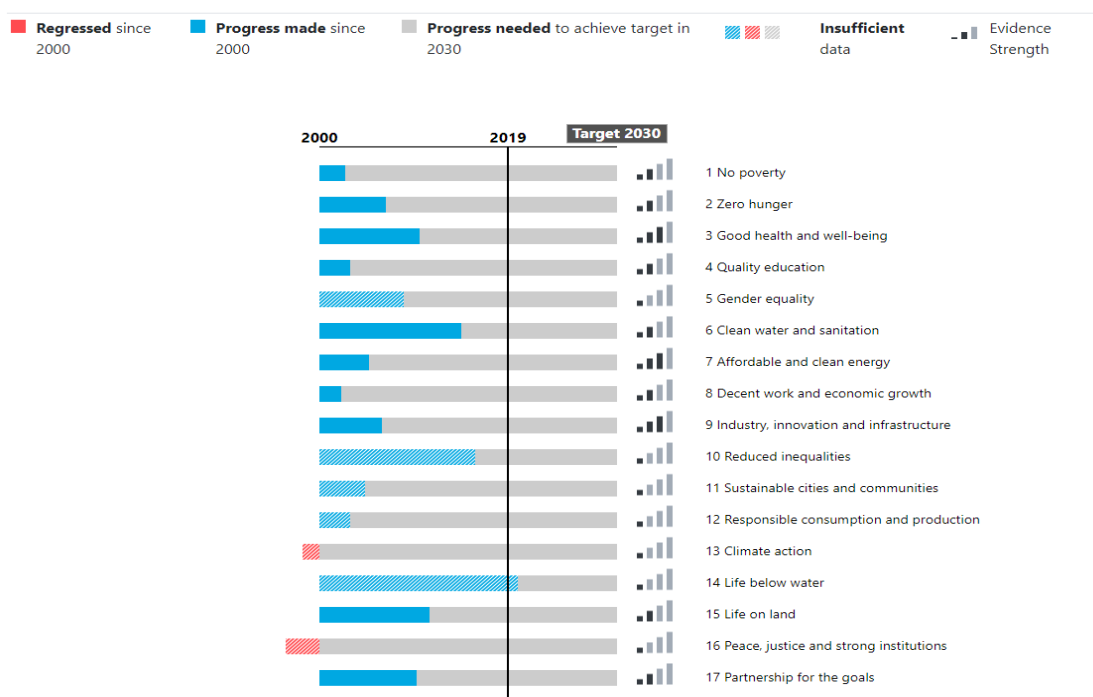 Regressed since
2000
Progress made since
2000
Progress needed to achieve target in
2030
Insufficient
data
Evidence
Strength
2000
2019
Target 2030
1 No poverty
2 Zero hunger
3 Good health and well-being
4 Quality education
5 Gender equality
6 Clean water and sanitation
7 Affordable and clean energy
8 Decent work and economic growth
9 Industry, innovation and infrastructure
10 Reduced inequalities
11 Sustainable cities and communities
12 Responsible consumption and production
13 Climate action
14 Life below water
15 Life on land
16 Peace, justice and strong institutions
17 Partnership for the goals